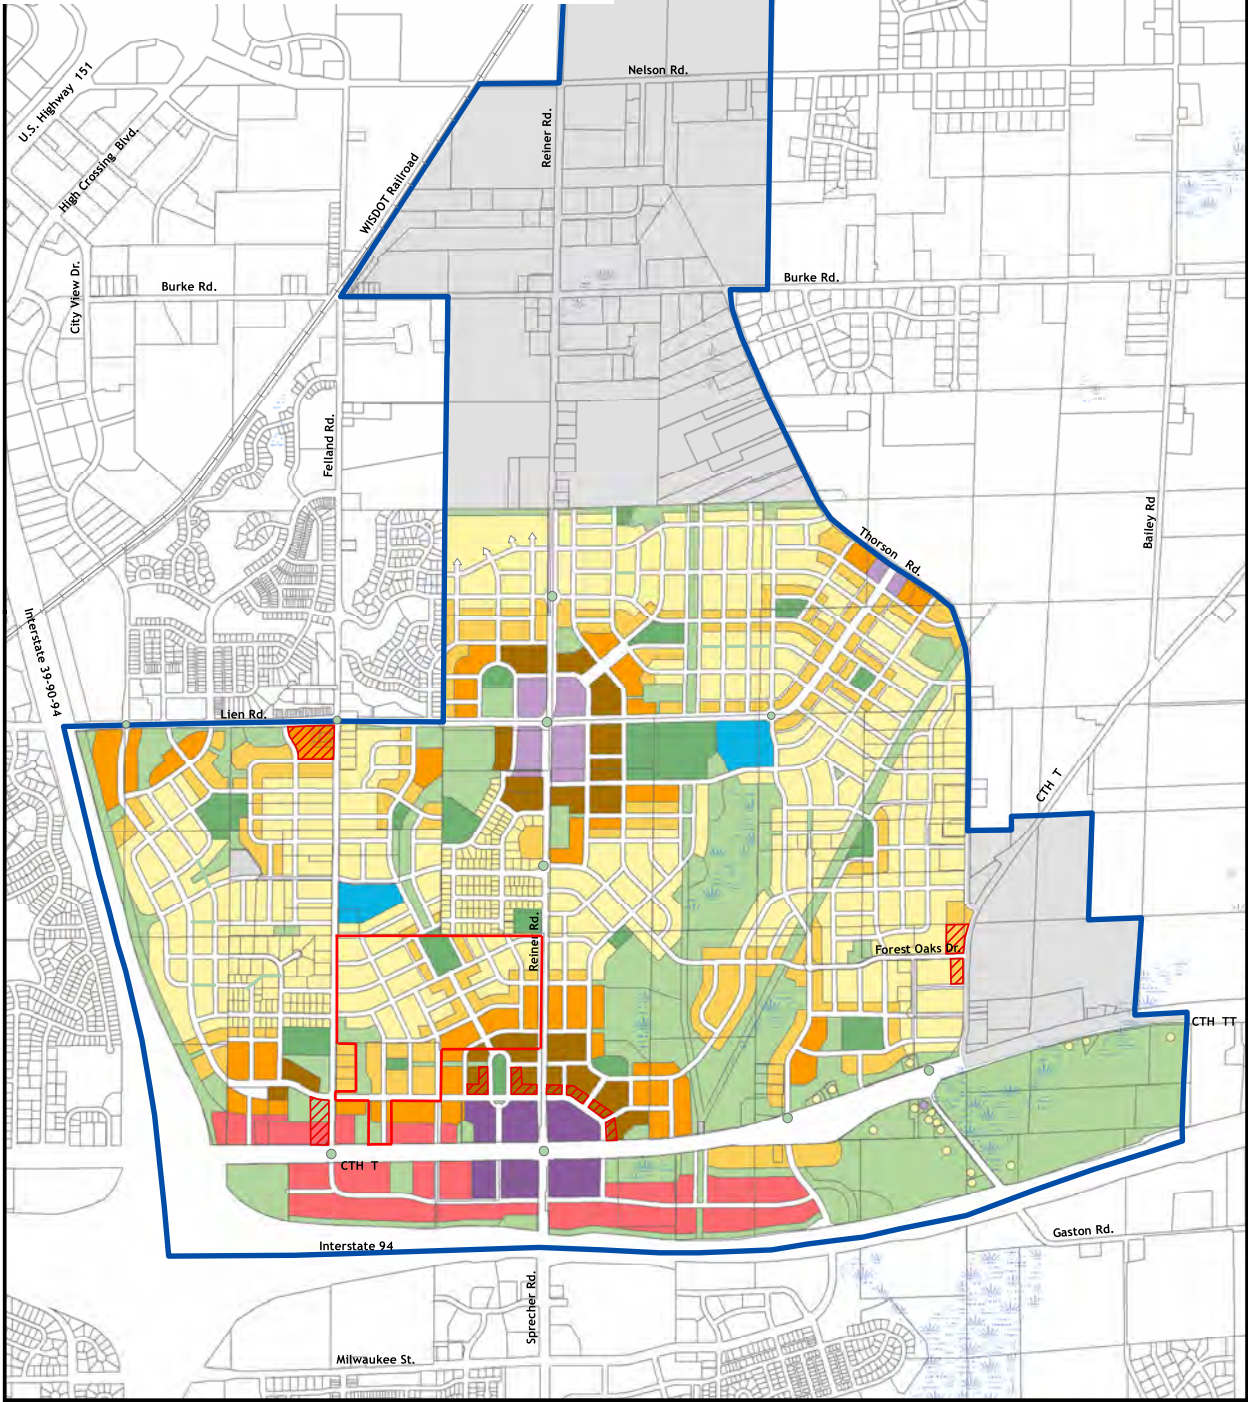 Nelson Rd.
U.S. Highway 151
Reiner Rd.
High Crossing Blvd.
WISDOT Railroad
City View Dr.
Burke Rd.
Burke Rd.
Felland Rd.
Bailey Rd
Thorson Rd.
Interstate 39-90-94
Lien Rd.
CTH T
Reiner Rd.
Forest Oaks Dr.
CTH TT
CTH T
Interstate 94
Gaston Rd.
Sprecher Rd.
Milwaukee St.